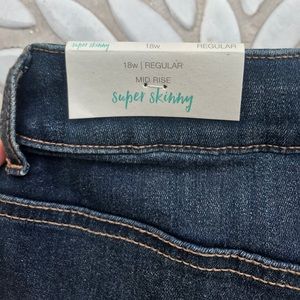 super skinny 18w REGULAR
18w | REGULAR
MID RISE
super skinny